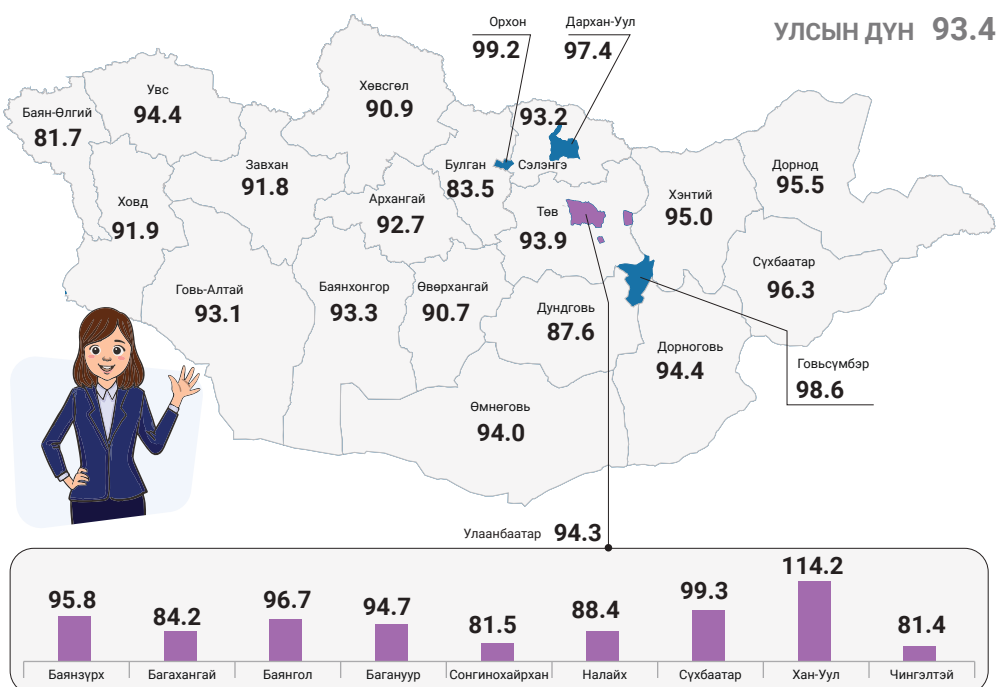 УЛСЫН ДҮН 93.4
Орхон
99.2
Дархан-Уул
97.4
Баян-Өлгий
81.7
Увс
94.4
Хөвсгөл
90.9
93.2
Сэлэнгэ
Булган
83.5
Завхан
91.8
Ховд
91.9
Архангай
92.7
Төв
93.9
Хэнтий
95.0
Дорнод
95.5
Сүхбаатар
96.3
Говь-Алтай
93.1
Баянхонгор
93.3
Өвөрхангай
90.7
Дундговь
87.6
Дорноговь
94.4
Говьсүмбэр
98.6
Өмнөговь
94.0
Улаанбаатар 94.3
95.8
84.2
96.7
94.7
81.5
88.4
99.3
114.2
81.4
Баянзүрх
Багахангай
Баянгол
Багануур
Сонгинохайрхан
Налайх
Сүхбаатар
Хан-Уул
Чингэлтэй